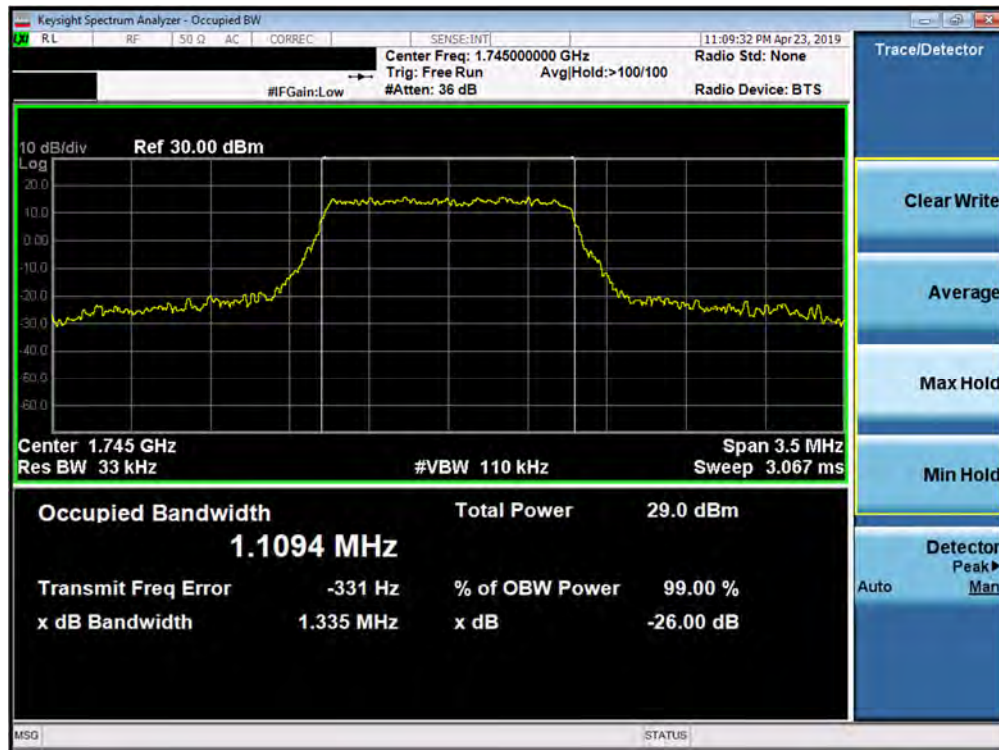 Keysight Spectrum Analyzer - Occupied BW
LXI RL RF 50 Ω AC CORREC SENSE:INT 11:09:32 PM Apr 23, 2019
Center Freq: 1.745000000 GHz Radio Std: None
Trig: Free Run Avg|Hold:>100/100
#IFGain:Low #Atten: 36 dB Radio Device: BTS
Trace/Detector
10 dB/div Ref 30.00 dBm
Log
20.0
10.0
0.00
-10.0
-20.0
-30.0
-40.0
-50.0
-60.0
Center 1.745 GHz Span 3.5 MHz
Res BW 33 kHz #VBW 110 kHz Sweep 3.067 ms
Occupied Bandwidth Total Power 29.0 dBm
1.1094 MHz
Transmit Freq Error -331 Hz % of OBW Power 99.00 %
x dB Bandwidth 1.335 MHz x dB -26.00 dB
Clear Write
Average
Max Hold
Min Hold
Detector
Peak
Auto Man
MSG STATUS